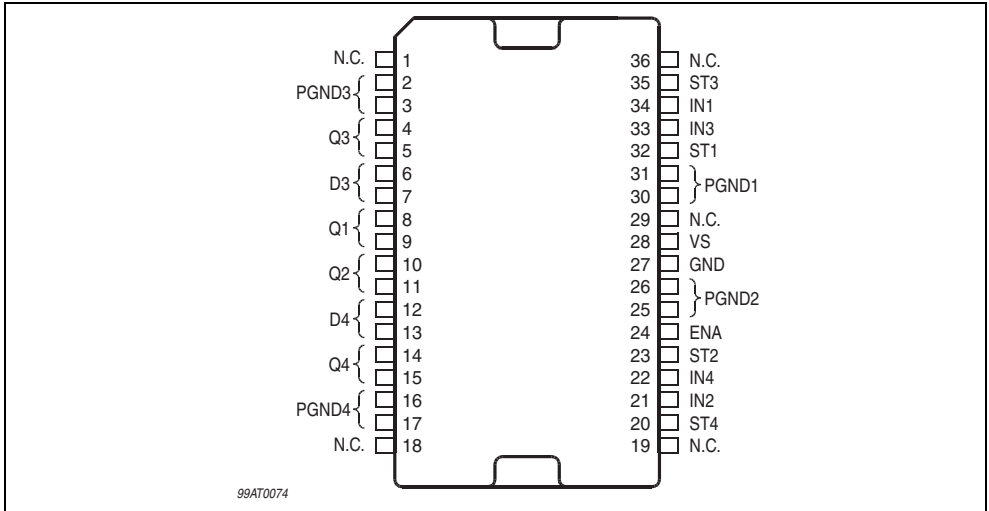 N.C. 1 36 N.C.
2 35 ST3
PGND3
3 34 IN1
4 33 IN3
Q3
5 32 ST1
6 31
D3 PGND1
7 30
8 29 N.C.
Q1
9 28 VS
10 27 GND
Q2
11 26
PGND2
12 25
D4
13 24 ENA
14 23 ST2
Q4
15 22 IN4
16 21 IN2
PGND4
17 20 ST4
N.C. 18 19 N.C.
99AT0074